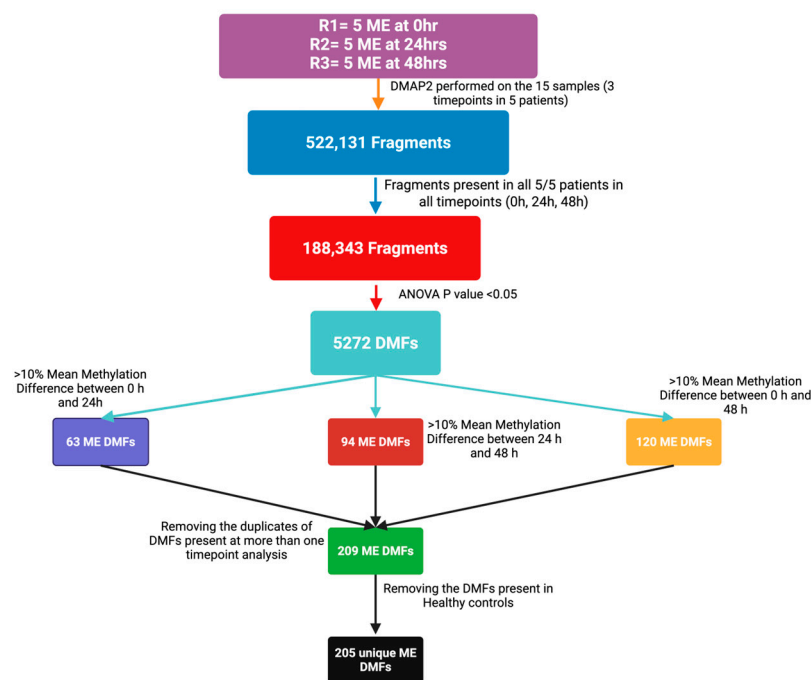 R1= 5 ME at 0hr
R2= 5 ME at 24hrs
R3= 5 ME at 48hrs
DMAP2 performed on the 15 samples (3
timepoints in 5 patients)
522,131 Fragments
Fragments present in all 5/5 patients in
all timepoints (0h, 24h, 48h)
188,343 Fragments
ANOVA P value <0.05
5272 DMFs
>10% Mean Methylation
Difference between 0 h
and 24h
>10% Mean Methylation
Difference between 24 h
and 48 h
>10% Mean Methylation
Difference between 0 h and
48 h
63 ME DMFs
94 ME DMFs
120 ME DMFs
Removing the duplicates of
DMFs present at more than one
timepoint analysis
209 ME DMFs
Removing the DMFs present in
Healthy controls
205 unique ME
DMFs